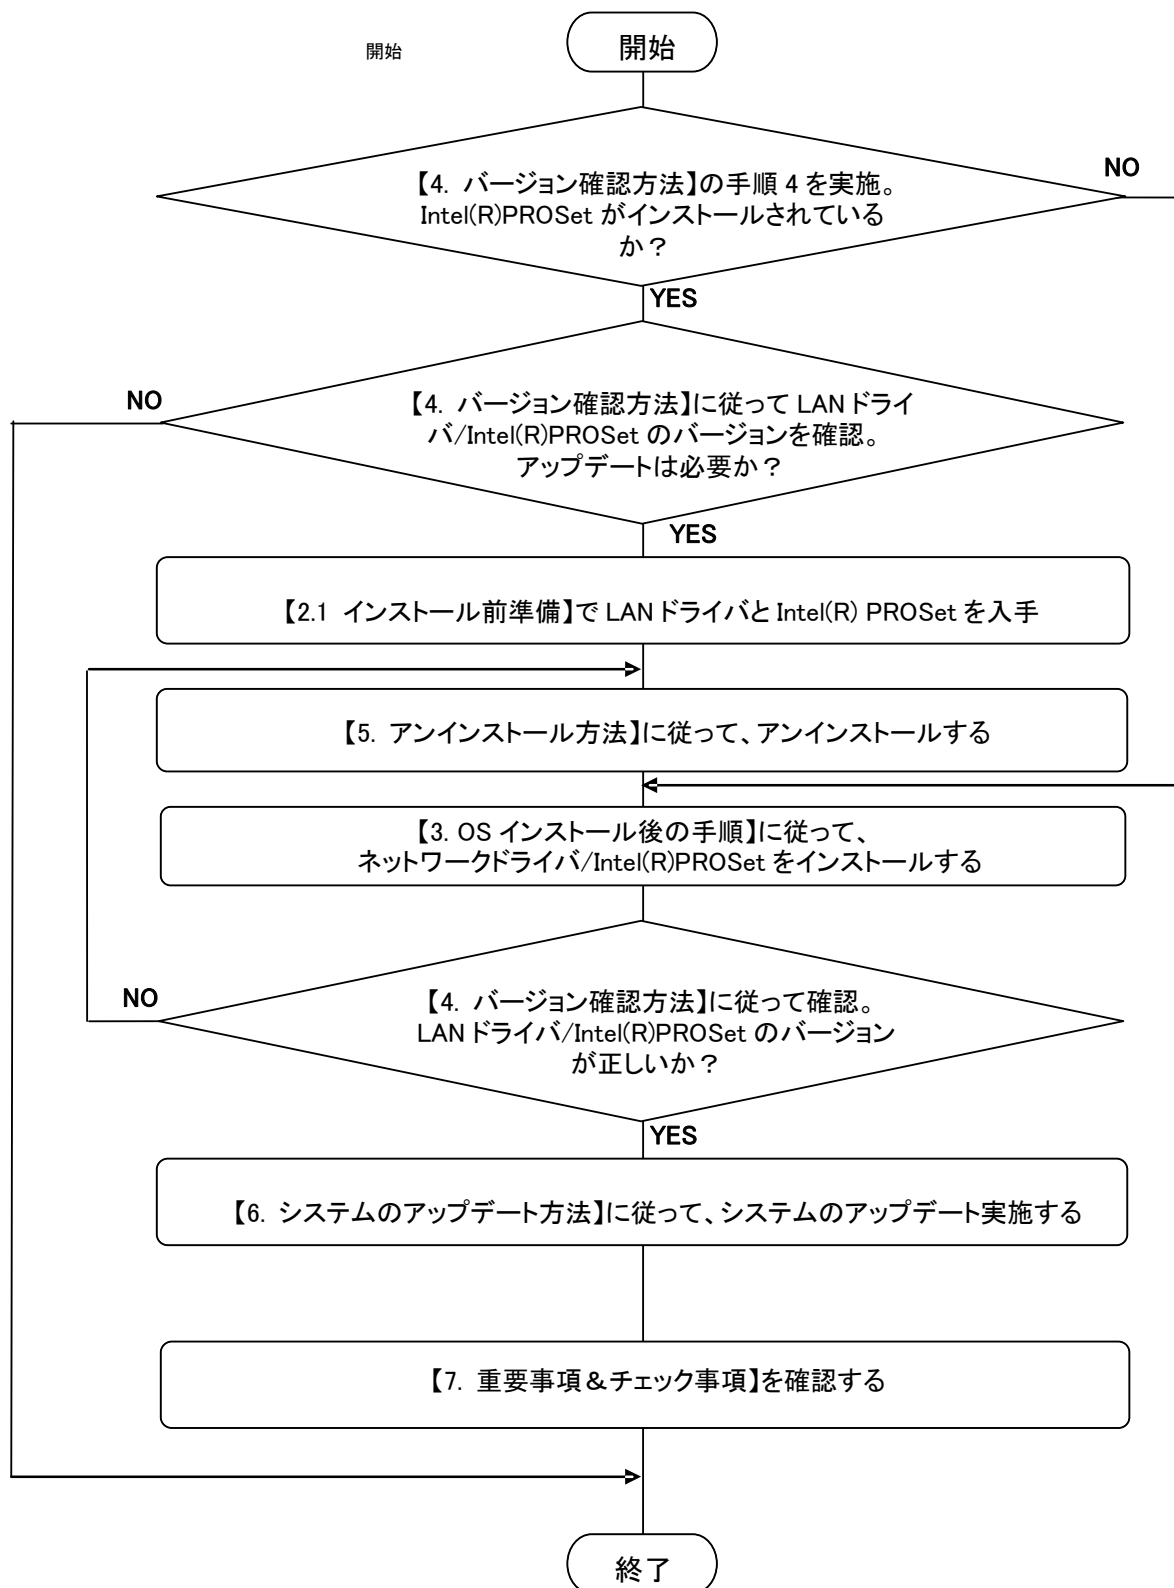 開始
開始
【4. バージョン確認方法】の手順 4 を実施。
Intel(R)PROSet がインストールされている
か？
NO
YES
【4. バージョン確認方法】に従って LAN ドライ
バ/Intel(R)PROSet のバージョンを確認。
アップデートは必要か？
NO
YES
【2.1 インストール前準備】で LAN ドライバと Intel(R) PROSet を入手
【5. アンインストール方法】に従って、アンインストールする
【3. OS インストール後の手順】に従って、
ネットワークドライバ/Intel(R)PROSet をインストールする
【4. バージョン確認方法】に従って確認。
LAN ドライバ/Intel(R)PROSet のバージョン
が正しいか？
NO
YES
【6. システムのアップデート方法】に従って、システムのアップデート実施する
【7. 重要事項＆チェック事項】を確認する
終了